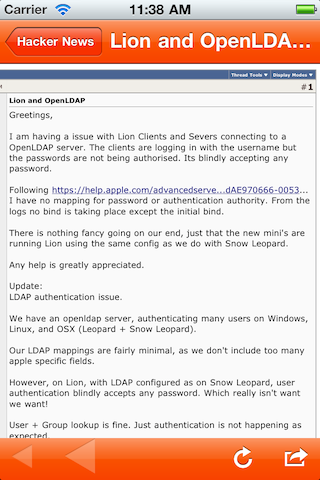 Carrier 11:38 AM
Hacker News Lion and OpenLDA...
Thread Tools Display Modes
#1
Lion and OpenLDAP
Greetings,
I am having a issue with Lion Clients and Severs connecting to a
OpenLDAP server. The clients are logging in with the username but
the passwords are not being authorised. Its blindly accepting any
password.
Following https://help.apple.com/advancedserve...dAE970666-0053...
I have no mapping for password or authentication authority. From the
logs no bind is taking place except the initial bind.
There is nothing fancy going on our end, just that the new mini's are
running Lion using the same config as we do with Snow Leopard.
Any help is greatly appreciated.
Update:
LDAP authentication issue.
We have an openldap server, authenticating many users on Windows,
Linux, and OSX (Leopard + Snow Leopard).
Our LDAP mappings are fairly minimal, as we don't include too many
apple specific fields.
However, on Lion, with LDAP configured as on Snow Leopard, user
authentication blindly accepts any password. Which really isn't want
we want!
User + Group lookup is fine. Just authentication is not happening as
expected.